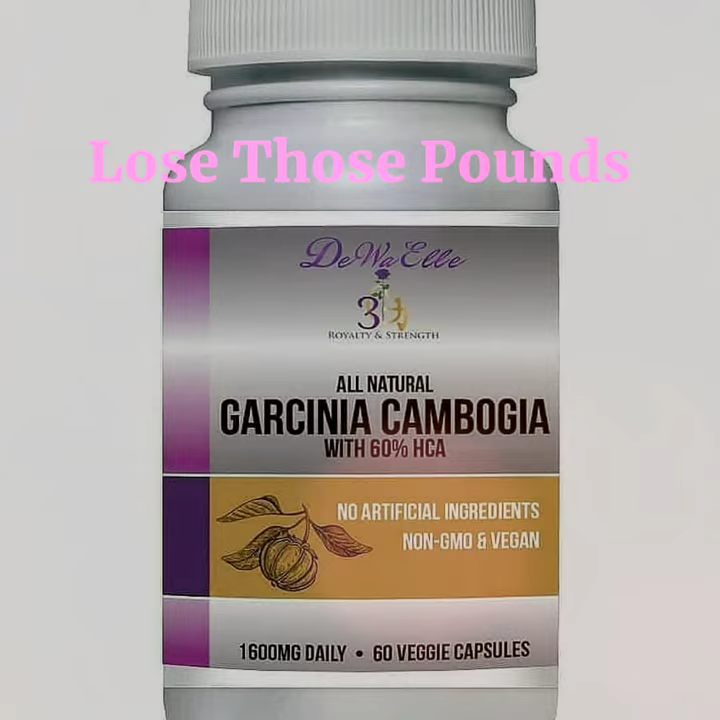 Lose Those Pounds
DeWaElle
3 力
ROYALTY & STRENGTH
ALL NATURAL
GARCINIA CAMBOGIA
WITH 60% HCA
NO ARTIFICIAL INGREDIENTS
NON-GMO & VEGAN
1600MG DAILY • 60 VEGGIE CAPSULES